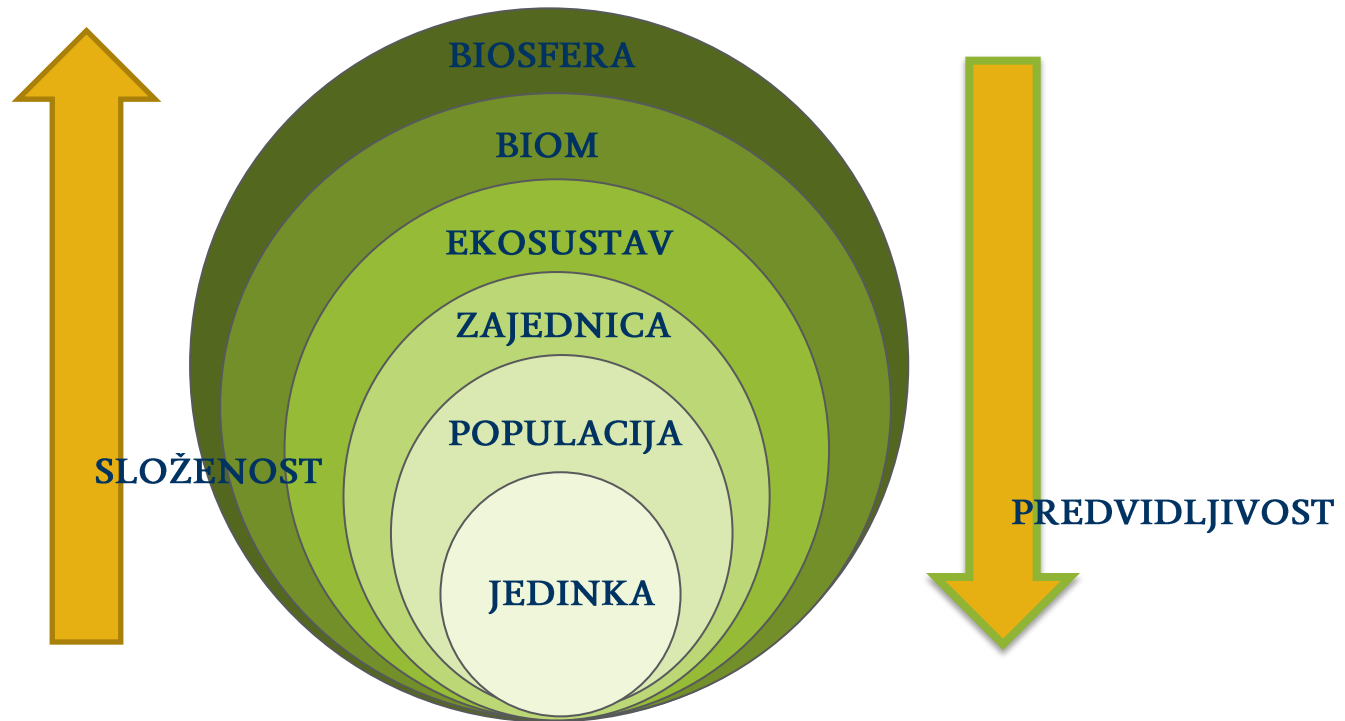 BIOSFERA
BIOM
EKOSUSTAV
ZAJEDNICA
POPULACIJA
SLOŽENOST
PREDVIDLJIVOST
JEDINKA